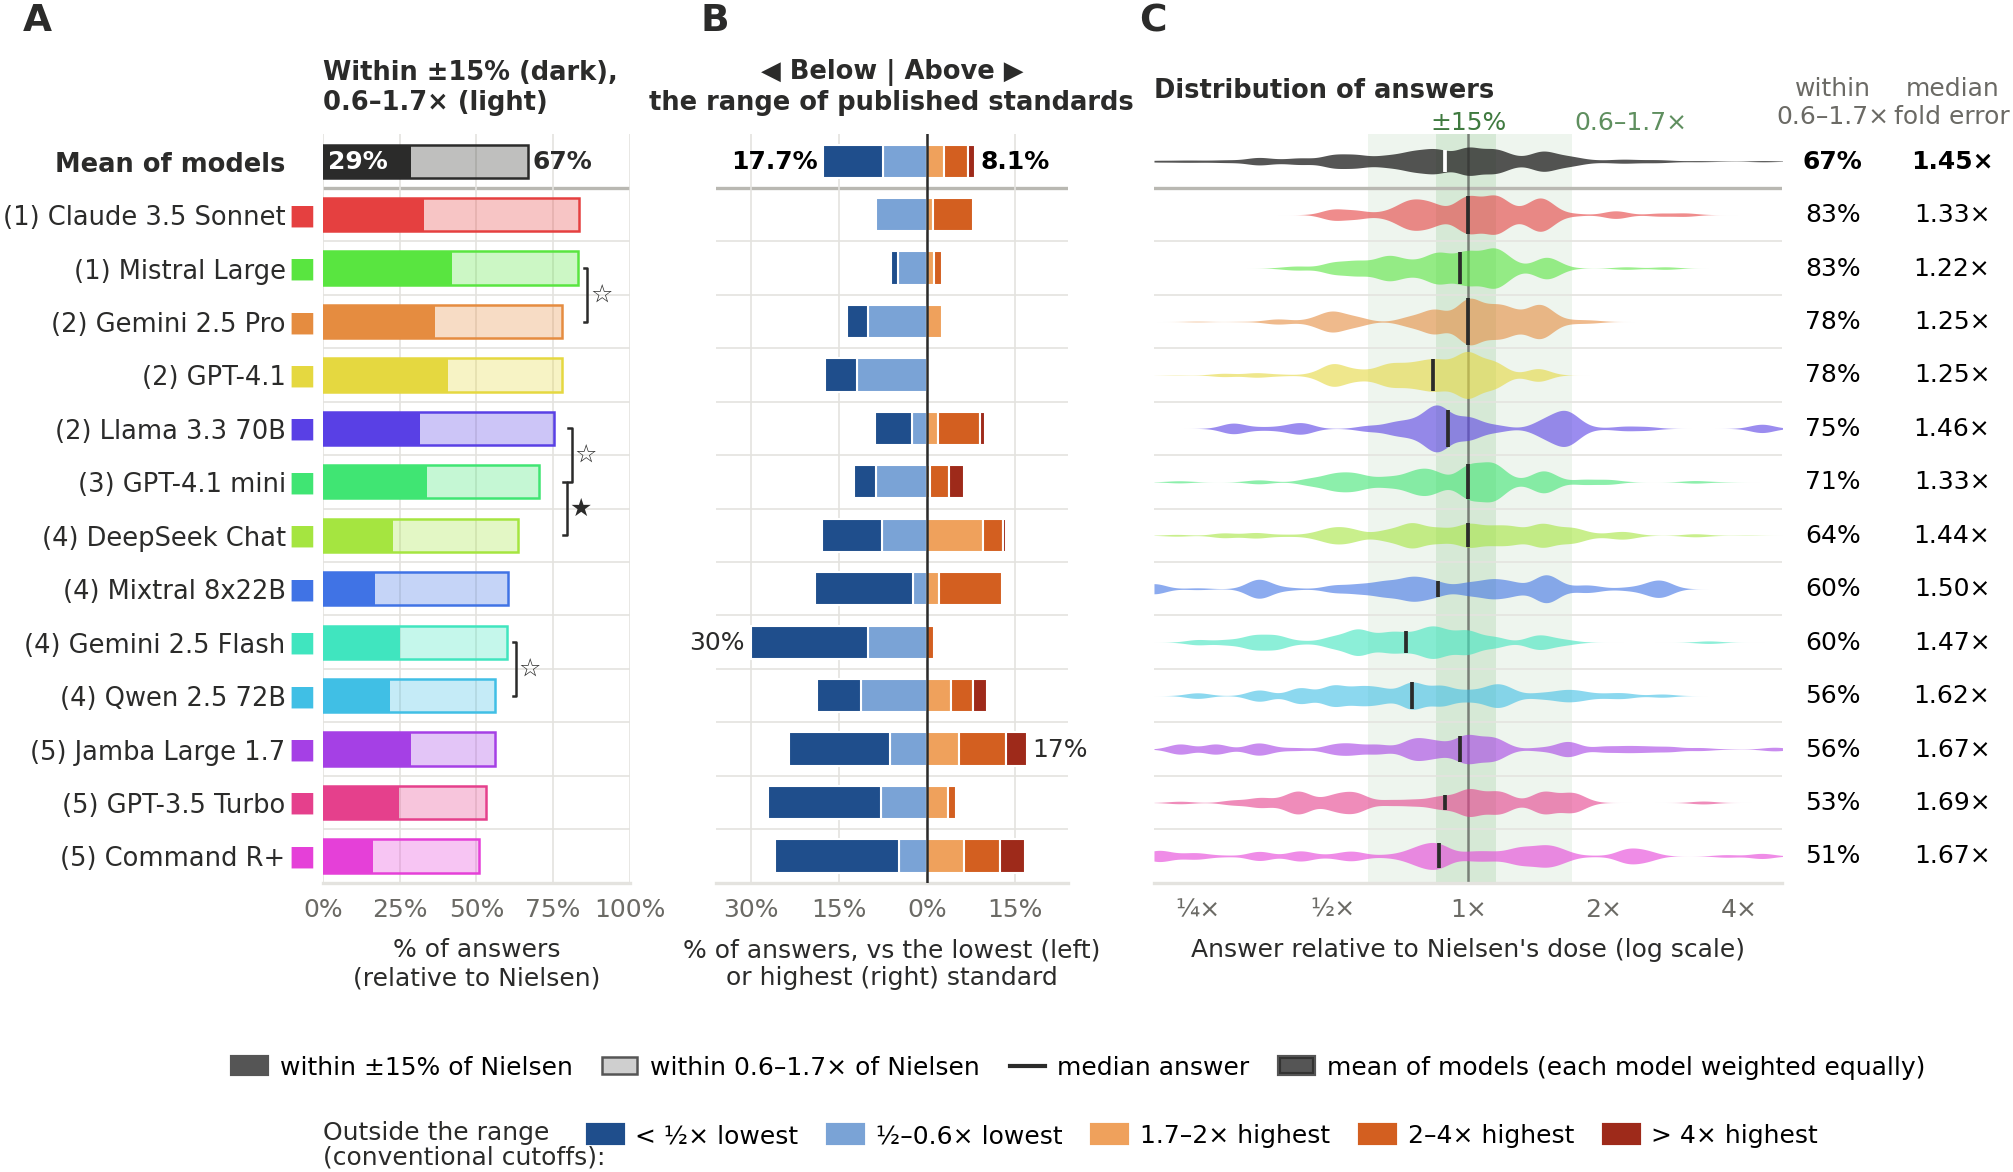 A
B
C
Within ±15% (dark),
0.6–1.7× (light)
◀ Below | Above ▶
the range of published standards
Distribution of answers
±15%
0.6–1.7×
within
0.6–1.7×
median
fold error
Mean of models
29%
67%
17.7%
8.1%
67%
1.45×
(1) Claude 3.5 Sonnet
83%
1.33×
(1) Mistral Large
83%
1.22×
☆
(2) Gemini 2.5 Pro
78%
1.25×
(2) GPT-4.1
78%
1.25×
(2) Llama 3.3 70B
75%
1.46×
☆
(3) GPT-4.1 mini
71%
1.33×
★
(4) DeepSeek Chat
64%
1.44×
(4) Mixtral 8x22B
60%
1.50×
(4) Gemini 2.5 Flash
30%
60%
1.47×
☆
(4) Qwen 2.5 72B
56%
1.62×
(5) Jamba Large 1.7
17%
56%
1.67×
(5) GPT-3.5 Turbo
53%
1.69×
(5) Command R+
51%
1.67×
0% 25% 50% 75% 100%
30% 15% 0% 15%
¼× ½× 1× 2× 4×
% of answers
(relative to Nielsen)
% of answers, vs the lowest (left)
or highest (right) standard
Answer relative to Nielsen's dose (log scale)
within ±15% of Nielsen
within 0.6–1.7× of Nielsen
median answer
mean of models (each model weighted equally)
Outside the range
(conventional cutoffs):
< ½× lowest
½–0.6× lowest
1.7–2× highest
2–4× highest
> 4× highest